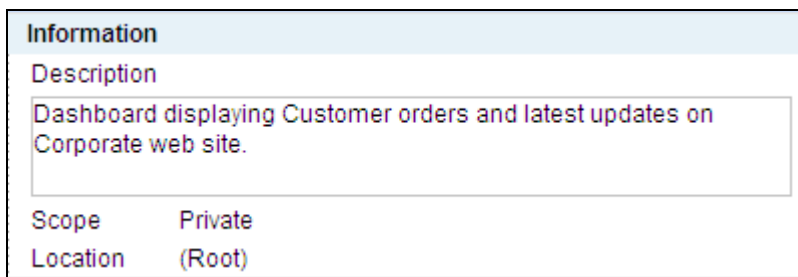 Information
Description
Dashboard displaying Customer orders and latest updates on
Corporate web site.
Scope Private
Location (Root)